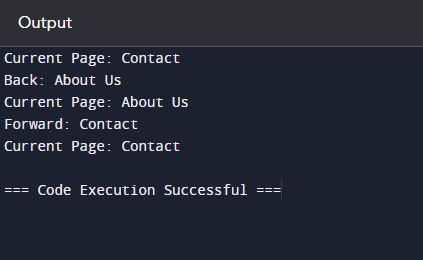 Output
Current Page: Contact
Back: About Us
Current Page: About Us
Forward: Contact
Current Page: Contact
=== Code Execution Successful ===